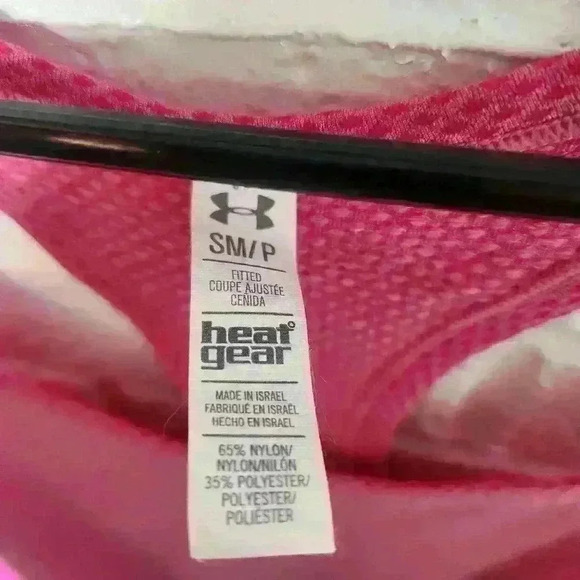 SM/P
FITTED
COUPE AJUSTÉE
CEÑIDA
heat
gear
MADE IN ISRAEL
FABRIQUÉ EN ISRAËL
HECHO EN ISRAEL
65% NYLON/
NYLON/NILÓN
35% POLYESTER/
POLYESTER/
POLIÉSTER